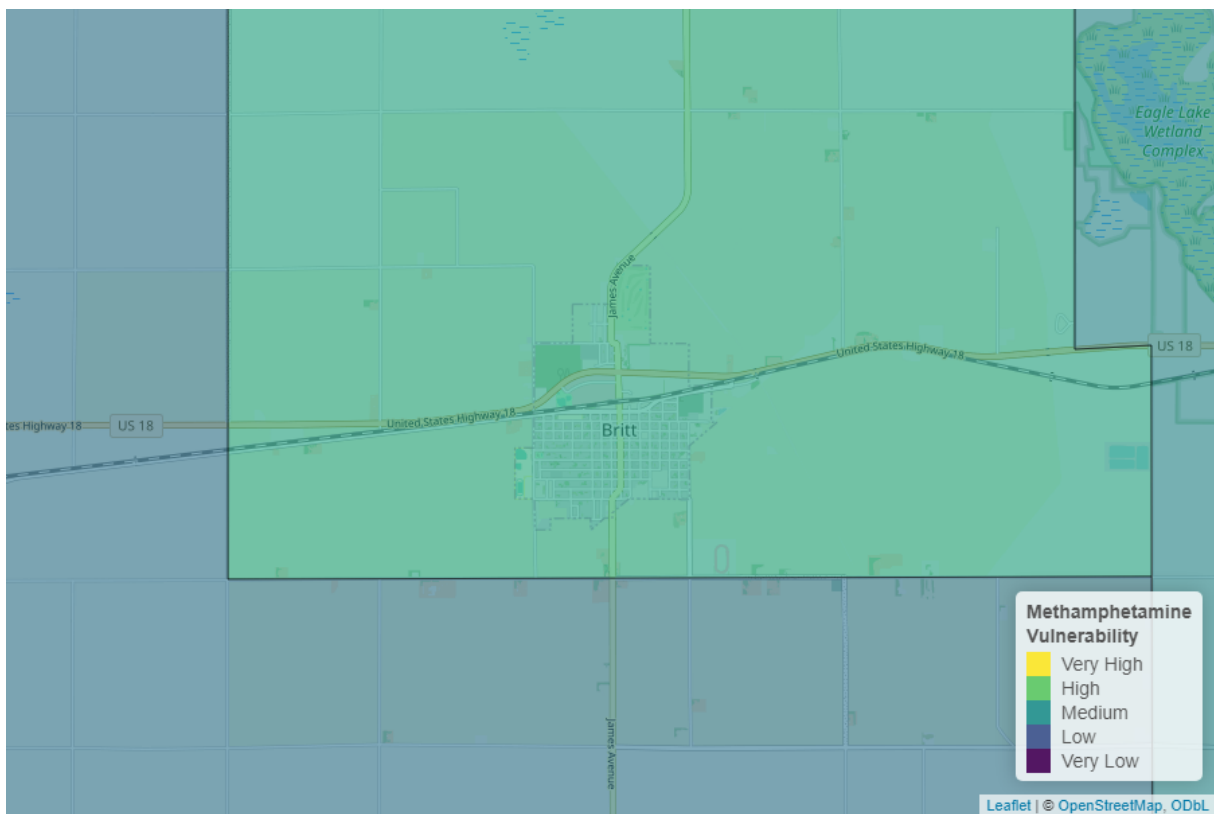 Eagle Lake
Wetland
Complex
James Avenue
United States Highway 18
US 18
tes Highway 18
US 18
United States Highway 18
Britt
James Avenue
Methamphetamine
Vulnerability
Very High
High
Medium
Low
Very Low
Leaflet | © OpenStreetMap, ODbL